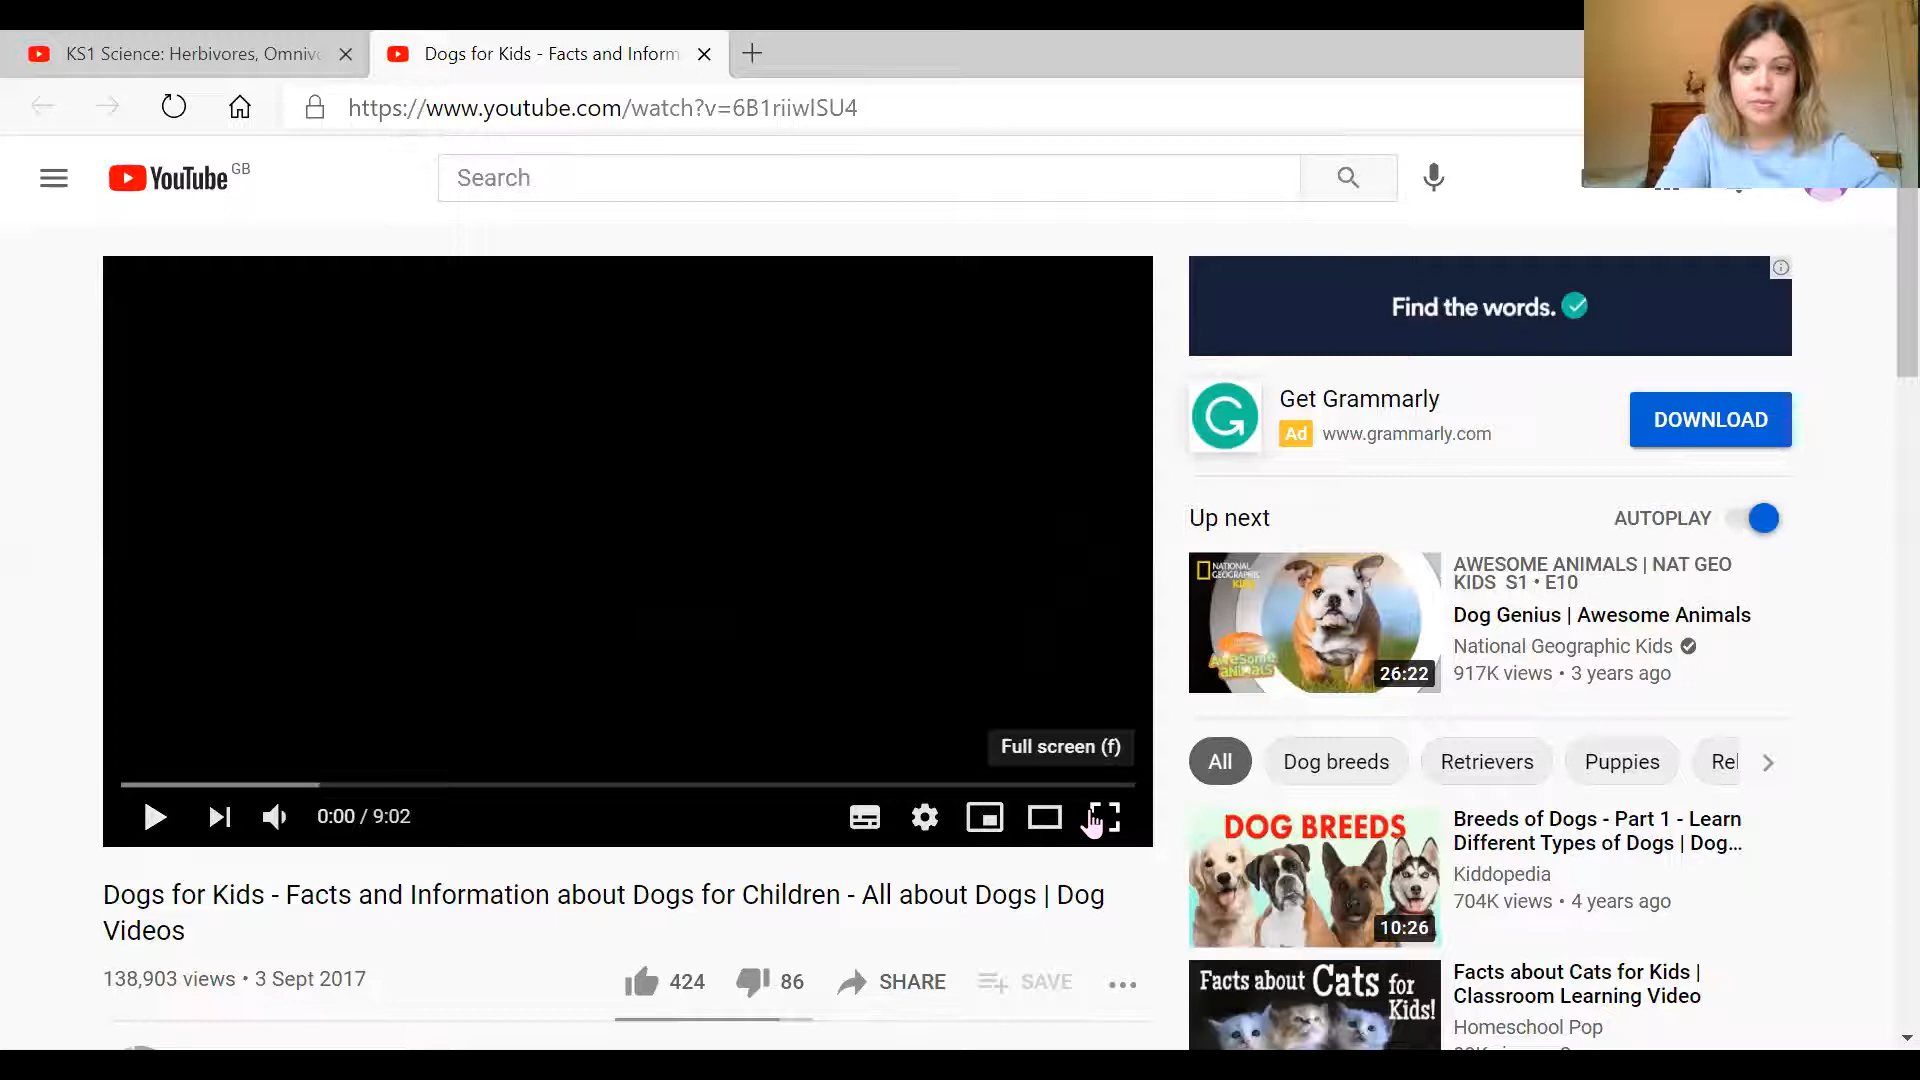 KS1 Science: Herbivores, Omniv
Dogs for Kids - Facts and Inform
https://www.youtube.com/watch?v=6B1riiwlSU4
YouTube GB
Search
Find the words.
Get Grammarly
Ad www.grammarly.com
DOWNLOAD
Up next
AUTOPLAY
NATIONAL
GEOGRAPHIC
KIDS
AWESOME
ANIMALS
26:22
AWESOME ANIMALS | NAT GEO
KIDS S1 • E10
Dog Genius | Awesome Animals
National Geographic Kids
917K views • 3 years ago
Full screen (f)
0:00 / 9:02
All
Dog breeds
Retrievers
Puppies
Rel
DOG BREEDS
10:26
Breeds of Dogs - Part 1 - Learn
Different Types of Dogs | Dog...
Kiddopedia
704K views • 4 years ago
Dogs for Kids - Facts and Information about Dogs for Children - All about Dogs | Dog
Videos
138,903 views • 3 Sept 2017
424
86
SHARE
SAVE
Facts about Cats for
Kids!
Facts about Cats for Kids |
Classroom Learning Video
Homeschool Pop